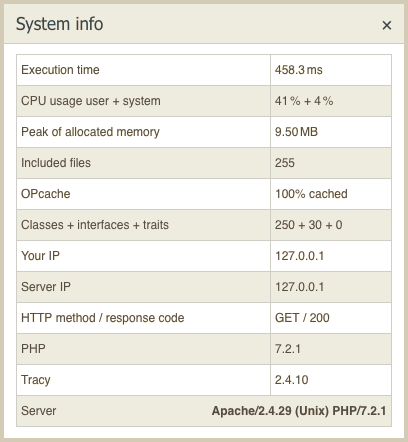 System info ×
Execution time 458.3 ms
CPU usage user + system 41 % + 4 %
Peak of allocated memory 9.50 MB
Included files 255
OPcache 100% cached
Classes + interfaces + traits 250 + 30 + 0
Your IP 127.0.0.1
Server IP 127.0.0.1
HTTP method / response code GET / 200
PHP 7.2.1
Tracy 2.4.10
Server Apache/2.4.29 (Unix) PHP/7.2.1